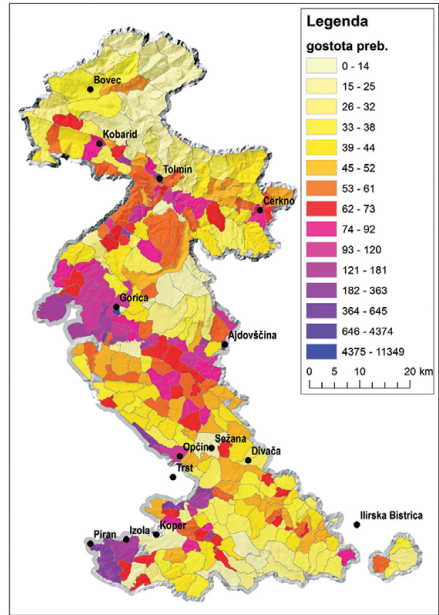 Legenda
gostota preb.
0 - 14
15 - 25
26 - 32
33 - 38
39 - 44
45 - 52
53 - 61
62 - 73
74 - 92
93 - 120
121 - 181
182 - 363
364 - 645
646 - 4374
4375 - 11349
0 10 20 km
Bovec
Kobarid
Tolmin
Cerkno
Gorica
Ajdovščina
Opčin
Sežana
Divača
Trst
Ilirska Bistrica
Piran
Izola
Koper